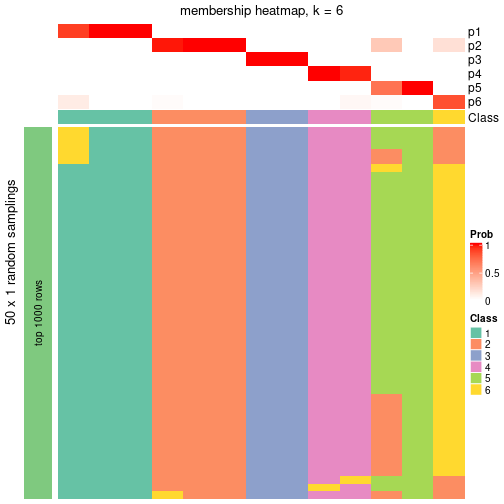 membership heatmap, k = 6
p1
p2
p3
p4
p5
p6
Class
50 x 1 random samplings
top 1000 rows
Prob
1
0.5
0
Class
1
2
3
4
5
6